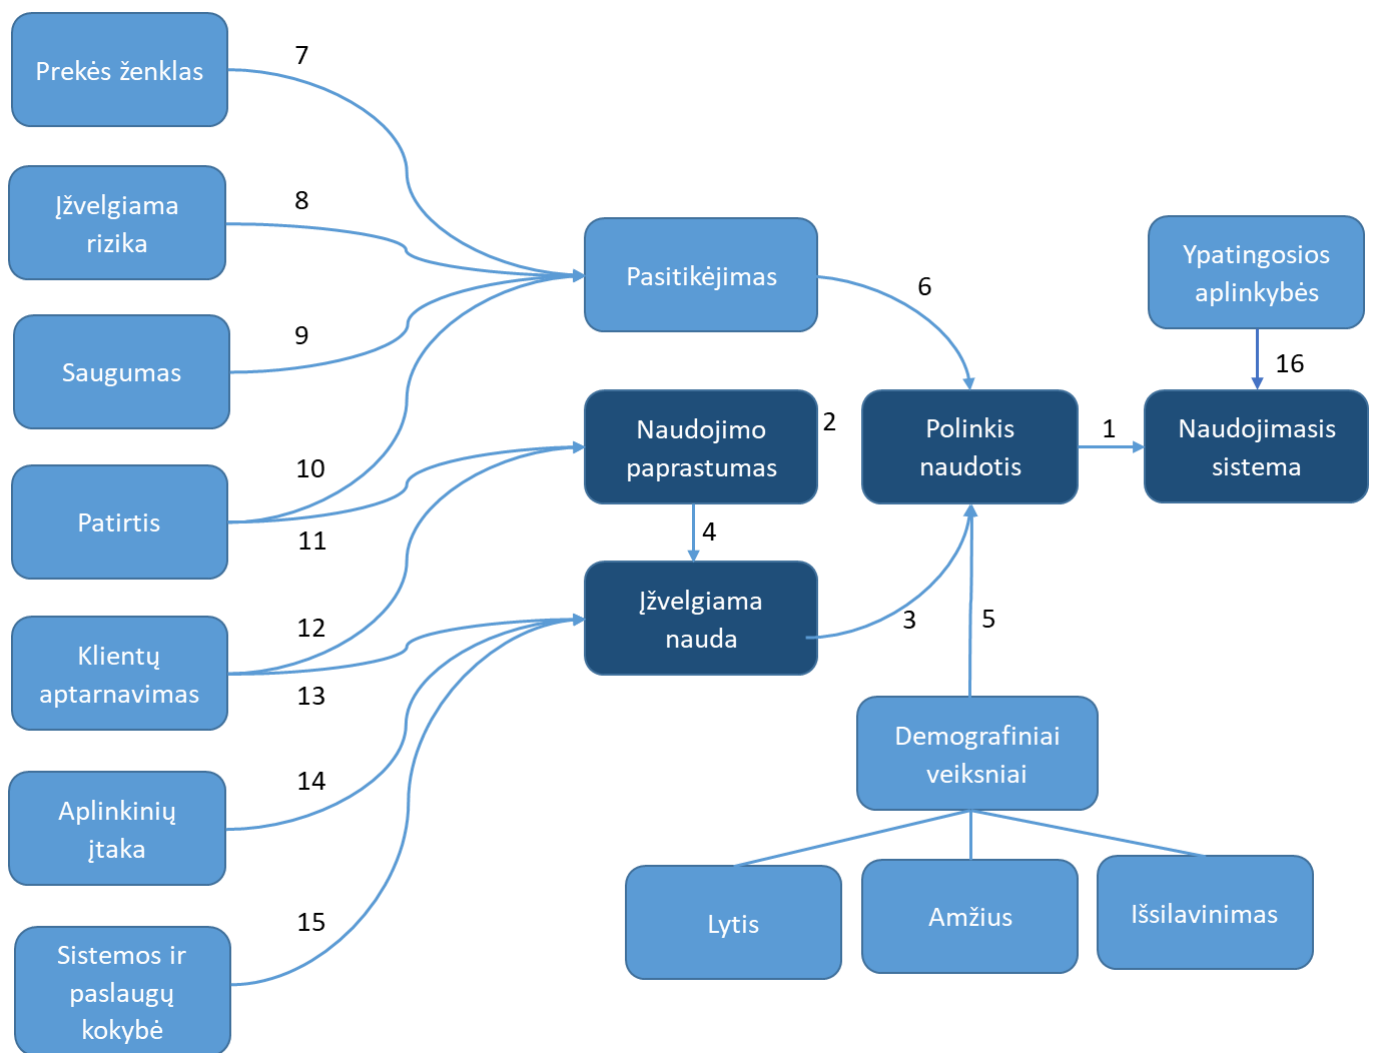 Prekės ženklas
7
Įžvelgiama
rizika
8
Saugumas
9
Patirtis
10
11
Klientų
aptarnavimas
12
13
Aplinkinių
įtaka
14
Sistemos ir
paslaugų
kokybė
15
Pasitikėjimas
6
Naudojimo
paprastumas
2
4
Įžvelgiama
nauda
3
5
Polinkis
naudotis
1
Ypatingosios
aplinkybės
16
Naudojimasis
sistema
Demografiniai
veiksniai
Lytis
Amžius
Išsilavinimas